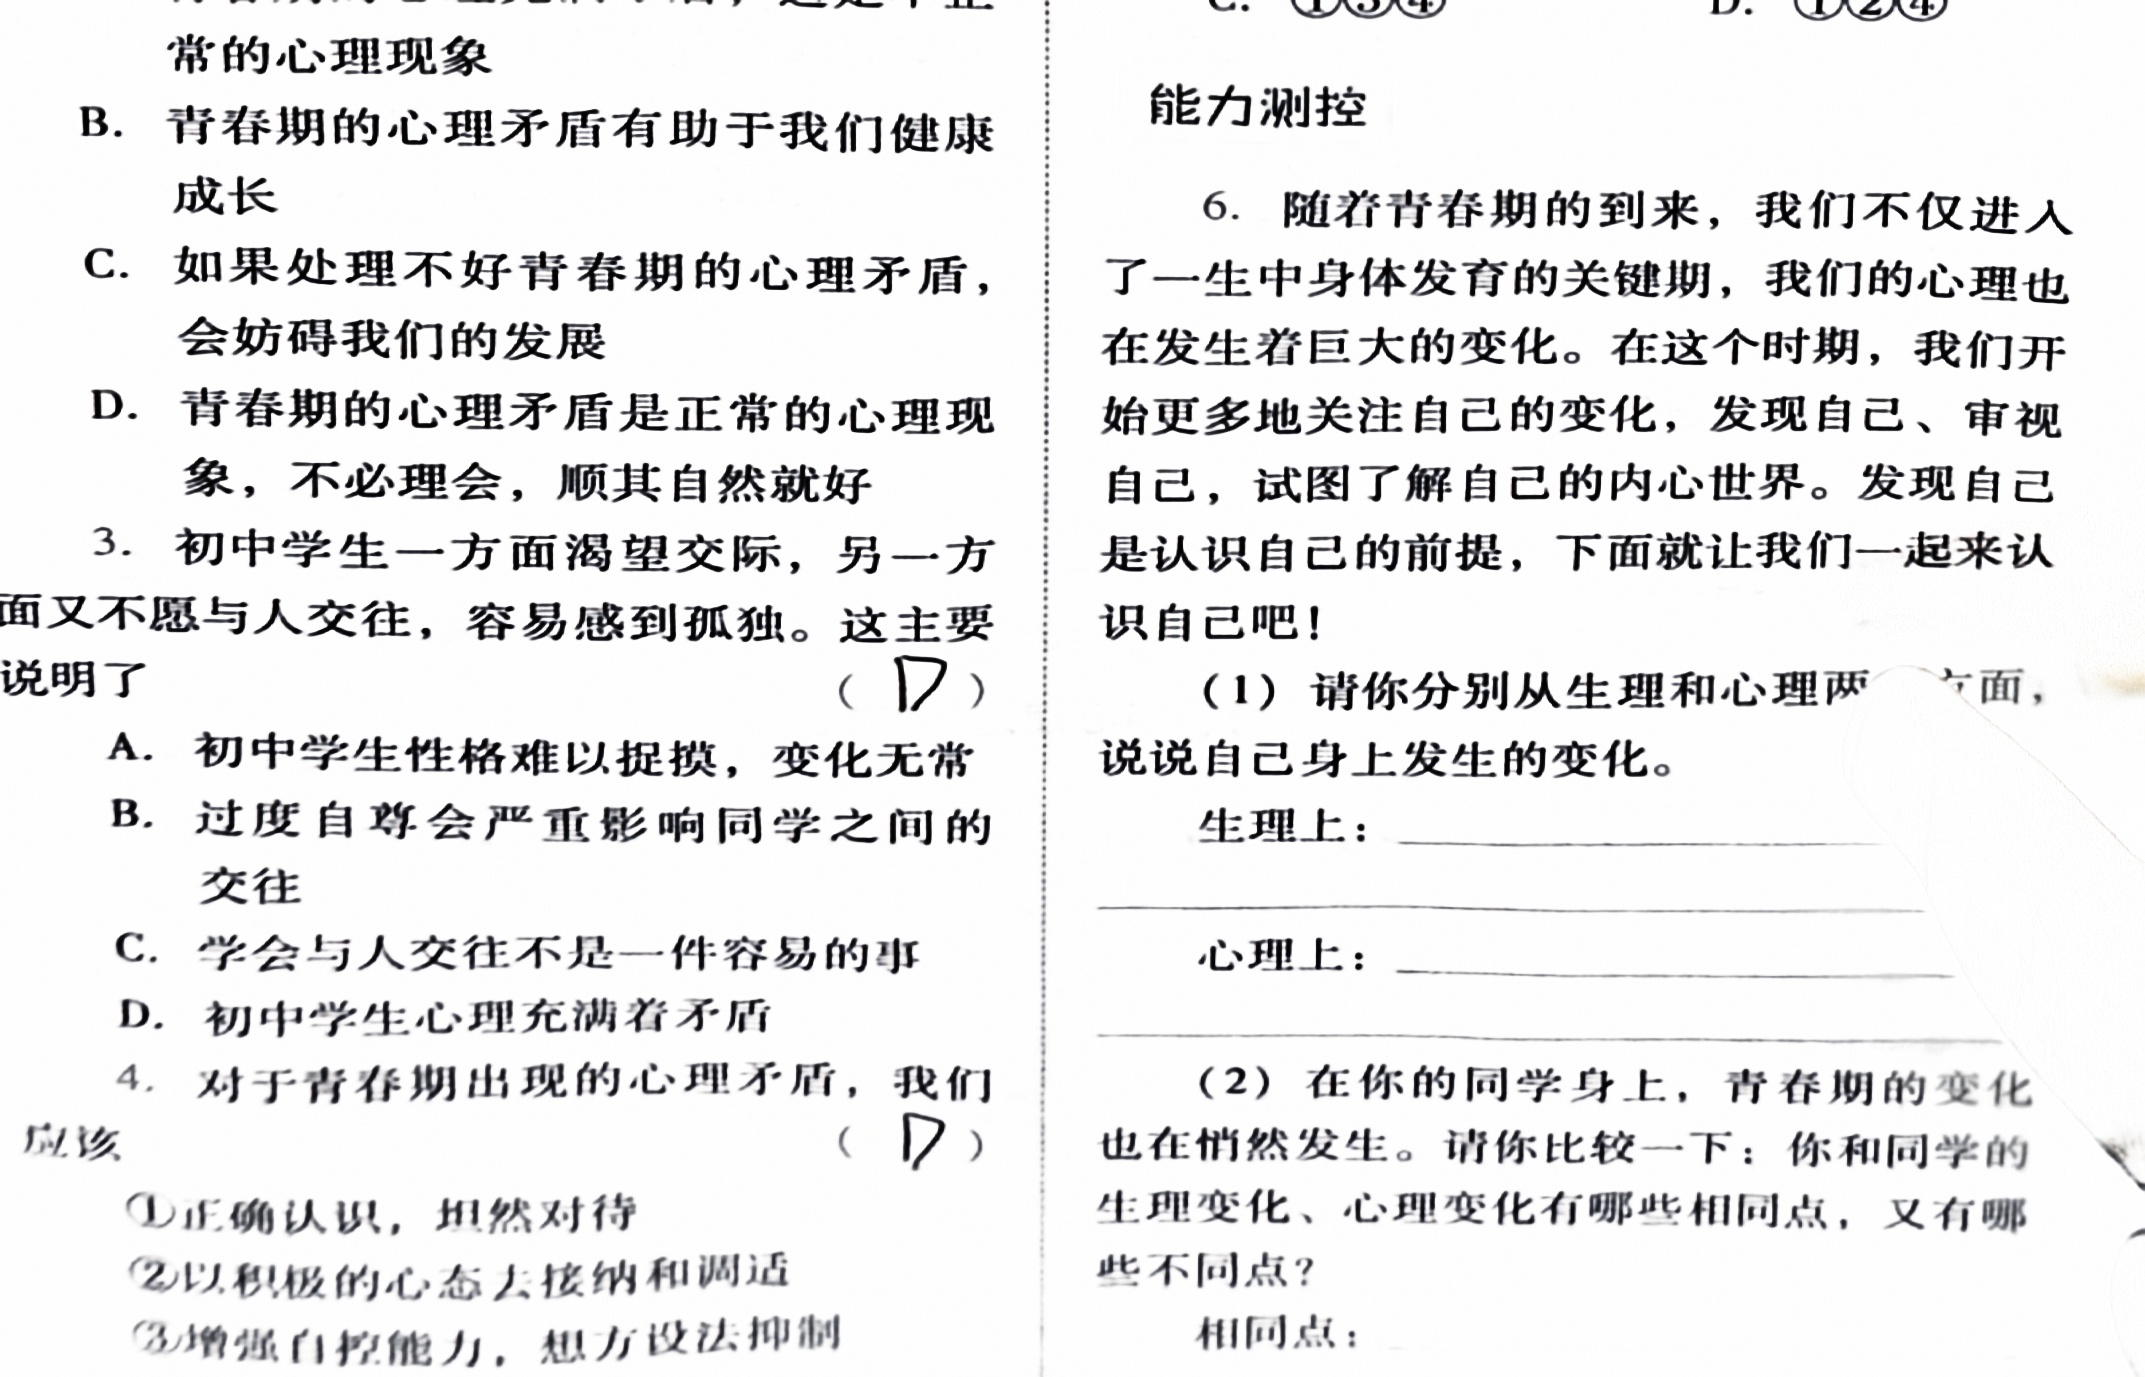 常的心理现象
B. 青春期的心理矛盾有助于我们健康
成长
C. 如果处理不好青春期的心理矛盾,
会妨碍我们的发展
D. 青春期的心理矛盾是正常的心理现
象,不必理会,顺其自然就好
3. 初中学生一方面渴望交际,另一方
面又不愿与人交往,容易感到孤独。这主要
说明了 ( D )
A. 初中学生性格难以捉摸,变化无常
B. 过度自尊会严重影响同学之间的
交往
C. 学会与人交往不是一件容易的事
D. 初中学生心理充满着矛盾
4. 对于青春期出现的心理矛盾,我们
应该 ( D )
①正确认识,坦然对待
②以积极的心态去接纳和调适
③增强自控能力,想方设法抑制
C. ①③④ D. ①②④
能力测控
6. 随着青春期的到来,我们不仅进入
了一生中身体发育的关键期,我们的心理也
在发生着巨大的变化。在这个时期,我们开
始更多地关注自己的变化,发现自己、审视
自己,试图了解自己的内心世界。发现自己
是认识自己的前提,下面就让我们一起来认
识自己吧!
(1) 请你分别从生理和心理两 方面,
说说自己身上发生的变化。
生理上:
心理上:
(2) 在你的同学身上,青春期的变化
也在悄然发生。请你比较一下:你和同学的
生理变化、心理变化有哪些相同点,又有哪
些不同点?
相同点: